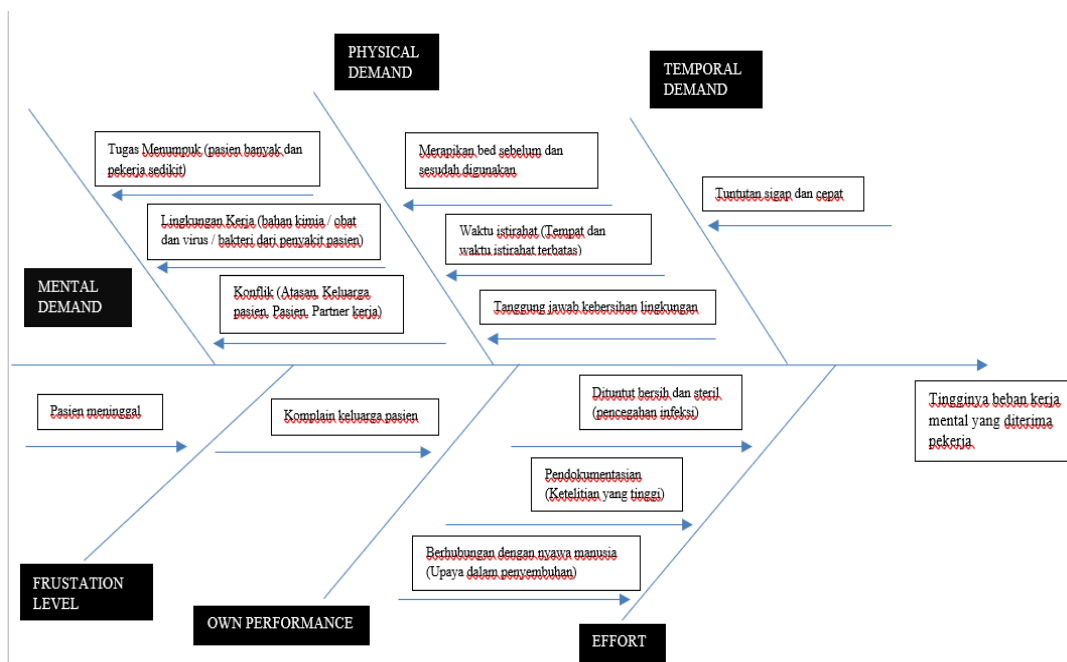 PHYSICAL
DEMAND
TEMPORAL
DEMAND
Tugas Menumpuk (pasien banyak dan
pekerja sedikit)
Merapikan bed sebelum dan
sesudah digunakan
Tuntutan sigap dan cepat
Lingkungan Kerja (bahan kimia / obat
dan virus / bakteri dari penyakit pasien)
Waktu istirahat (Tempat dan
waktu istirahat terbatas)
MENTAL
DEMAND
Konflik (Atasan, Keluarga
pasien, Pasien, Partner kerja)
Tanggung jawab kebersihan lingkungan
Pasien meninggal
Komplain keluarga pasien
Dituntut bersih dan steril
(pencegahan infeksi)
Tingginya beban kerja
mental yang diterima
pekerja
Pendokumentasian
(Ketelitian yang tinggi)
Berhubungan dengan nyawa manusia
(Upaya dalam penyembuhan)
FRUSTATION
LEVEL
OWN PERFORMANCE
EFFORT